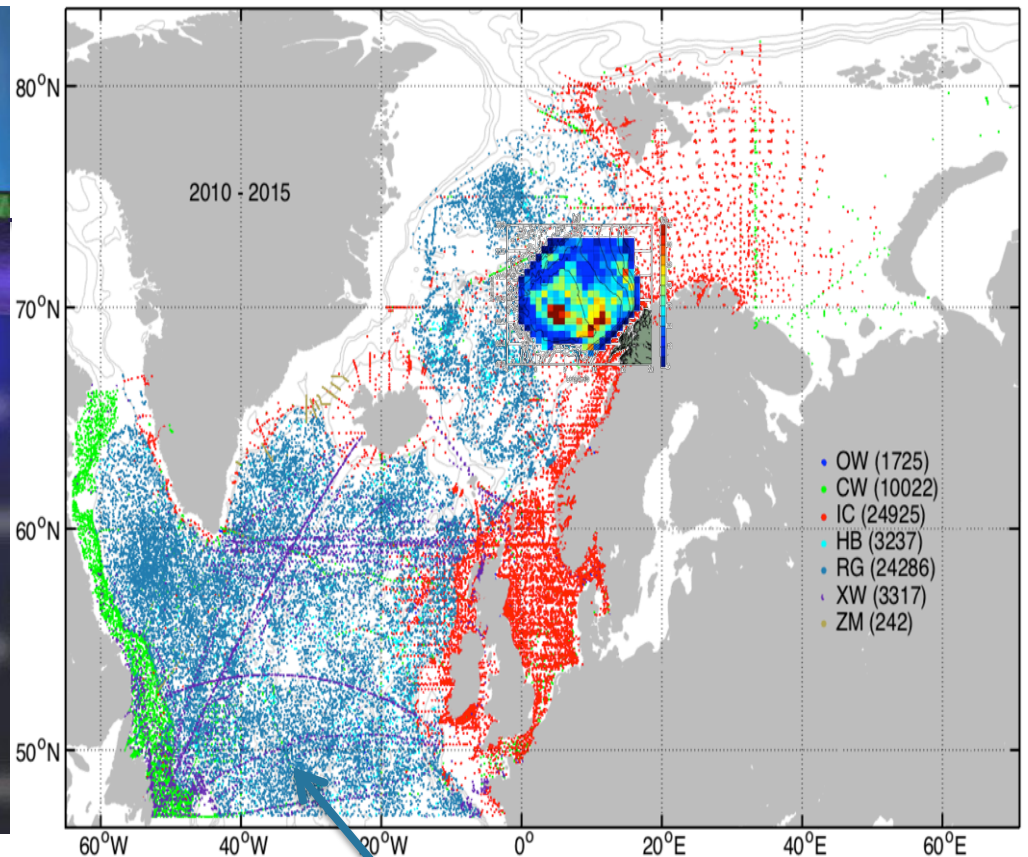 80°N
2010 - 2015
70°N
60°N
50°N
OW (1725)
CW (10022)
IC (24925)
HB (3237)
RG (24286)
XW (3317)
ZM (242)
60°W
40°W
20°W
0°
20°E
40°E
60°E